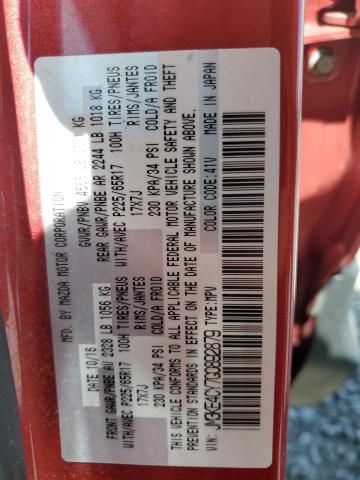 MFD. BY MAZDA MOTOR CORPORATION
10/16 GVWR/PNBV LB KG
FRONT GAWR/PNBE AV 2328 LB 1056 KG REAR GAWR/PNBE AR 2244 LB 1018 KG
WITH/AVEC P225/65R17 100H TIRES/PNEUS WITH/AVEC P225/65R17 100H TIRES/PNEUS
17X7J RIMS/JANTES 17X7J RIMS/JANTES
230 KPA/34 PSI COLD/A FROID 230 KPA/34 PSI COLD/A FROID
THIS VEHICLE CONFORMS TO ALL APPLICABLE FEDERAL MOTOR VEHICLE SAFETY AND THEFT
PREVENTION STANDARDS IN EFFECT ON THE DATE OF MANUFACTURE SHOWN ABOVE.
VIN: TYPE:MPV COLOR CODE:41V MADE IN JAPAN